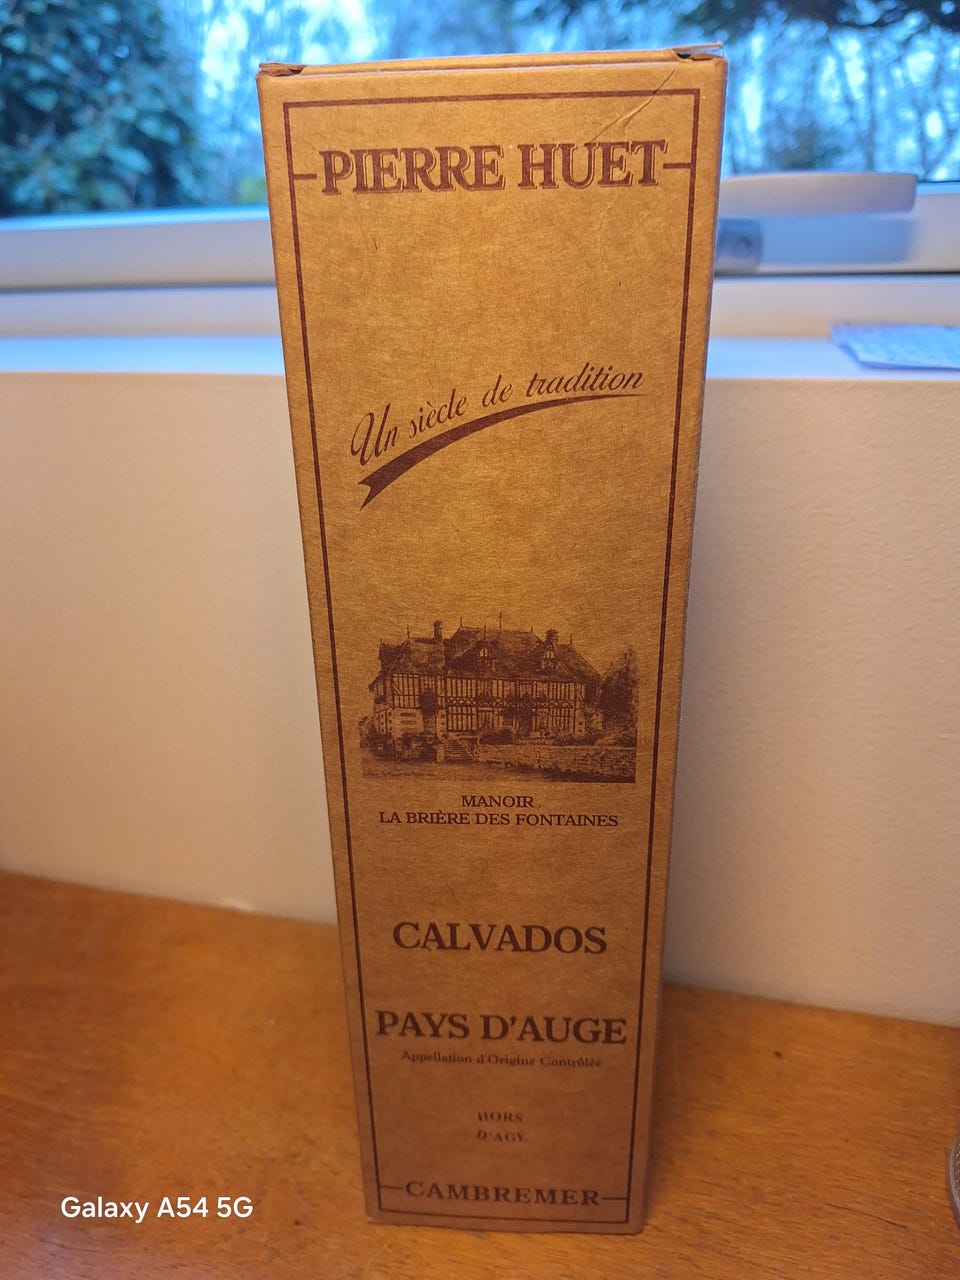 PIERRE HUET
Un siècle de tradition
MANOIR
LA BRIÈRE DES FONTAINES
CALVADOS
PAYS D'AUGE
Appellation d'Origine Contrôlée
HORS
D'AGE
CAMBREMER
Galaxy A54 5G